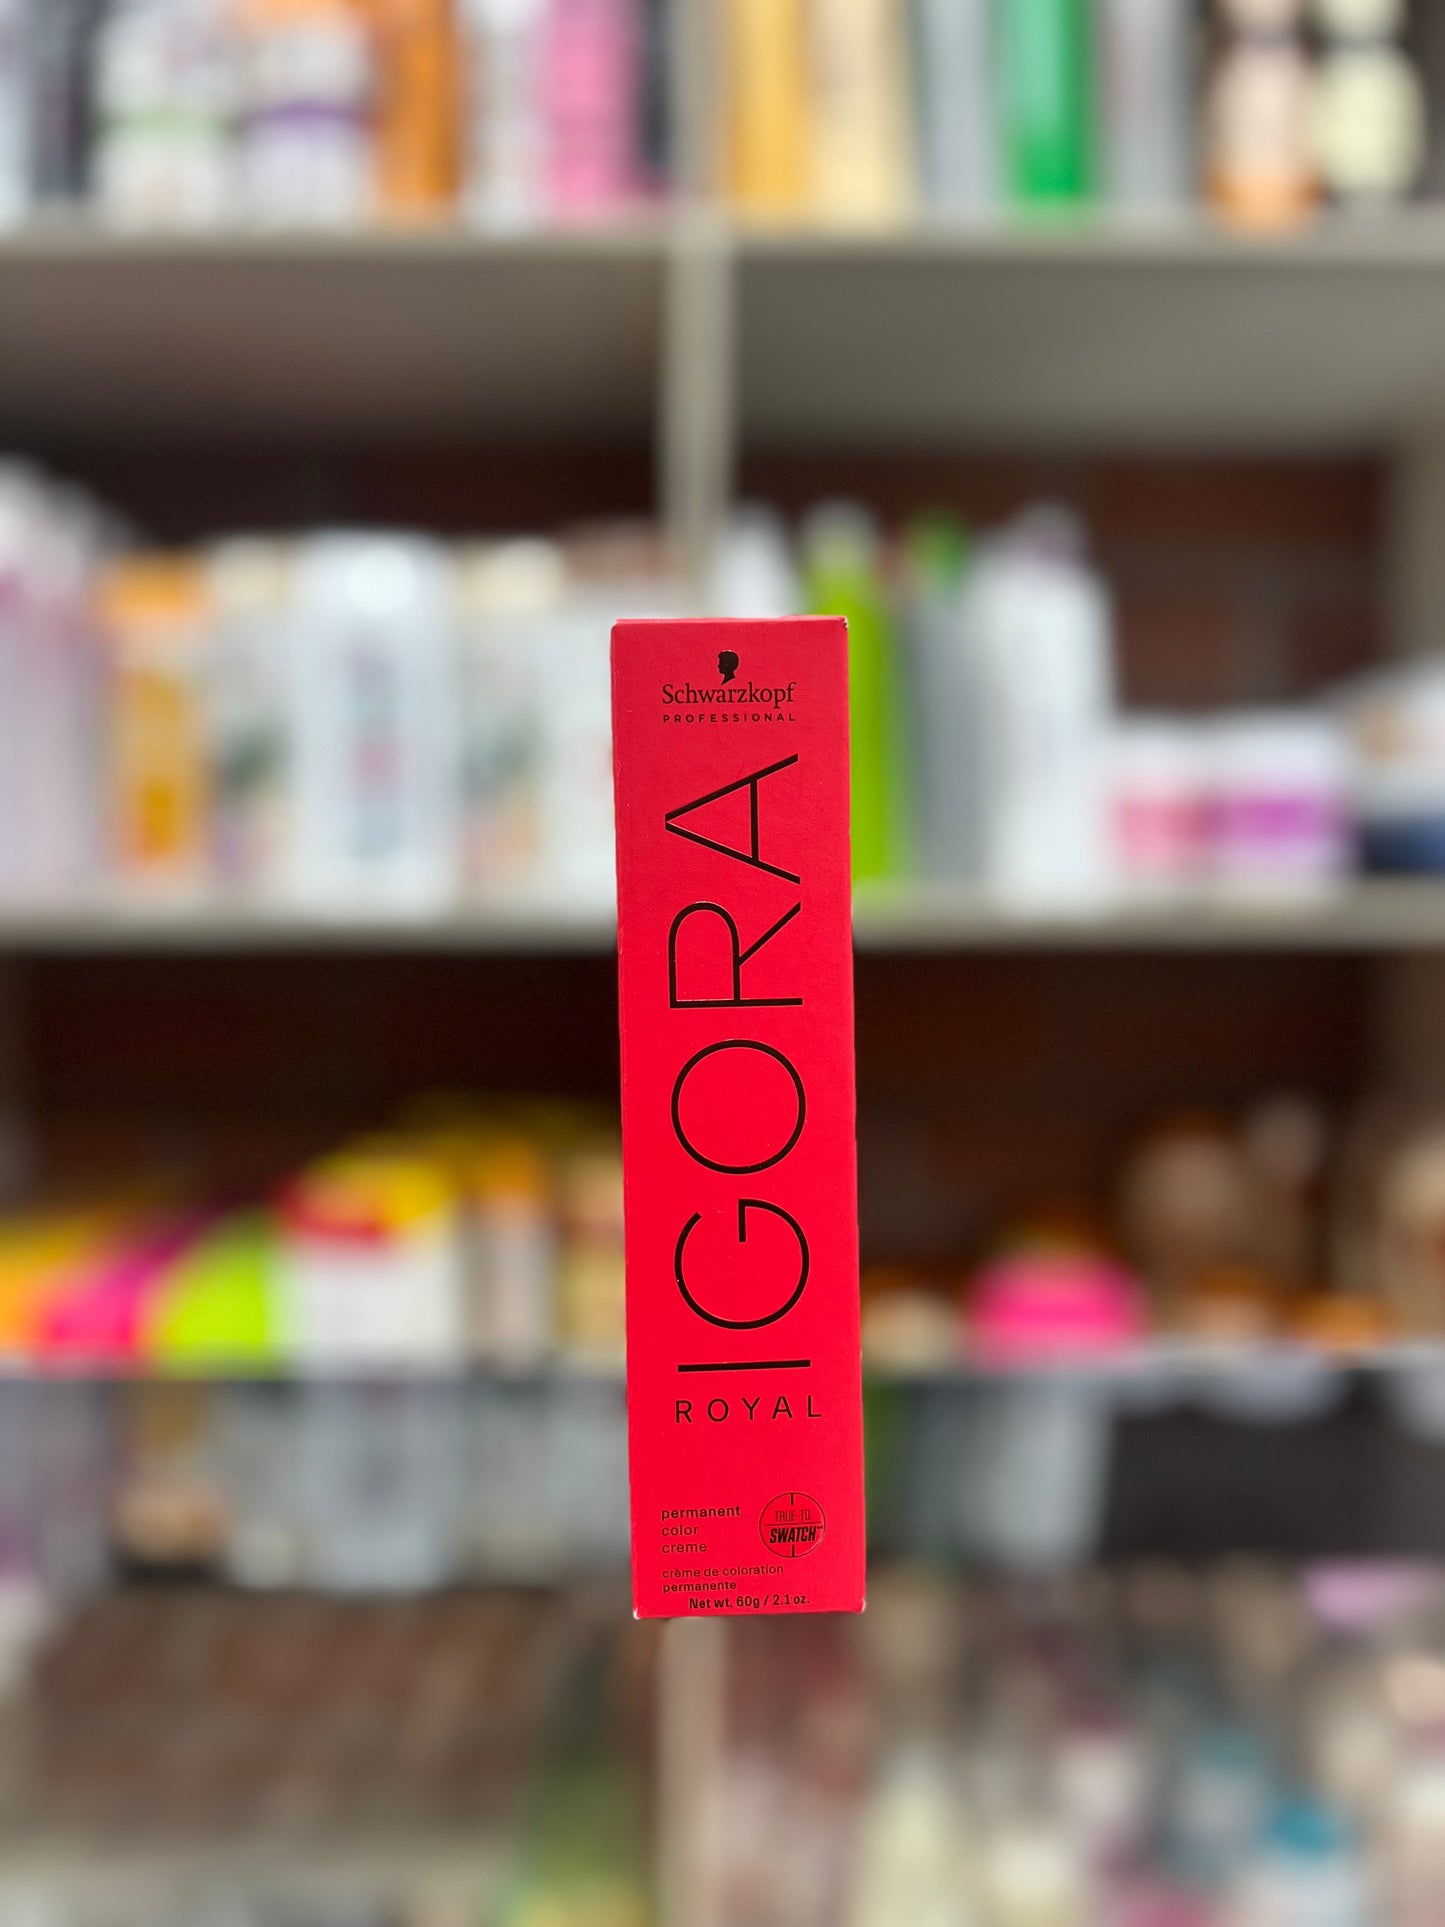 Schwarzkopf
PROFESSIONAL
IGORA
ROYAL
permanent
color
creme
TRUE TO
SWATCH™
crème de coloration
permanente
Net wt. 60g / 2.1 oz.